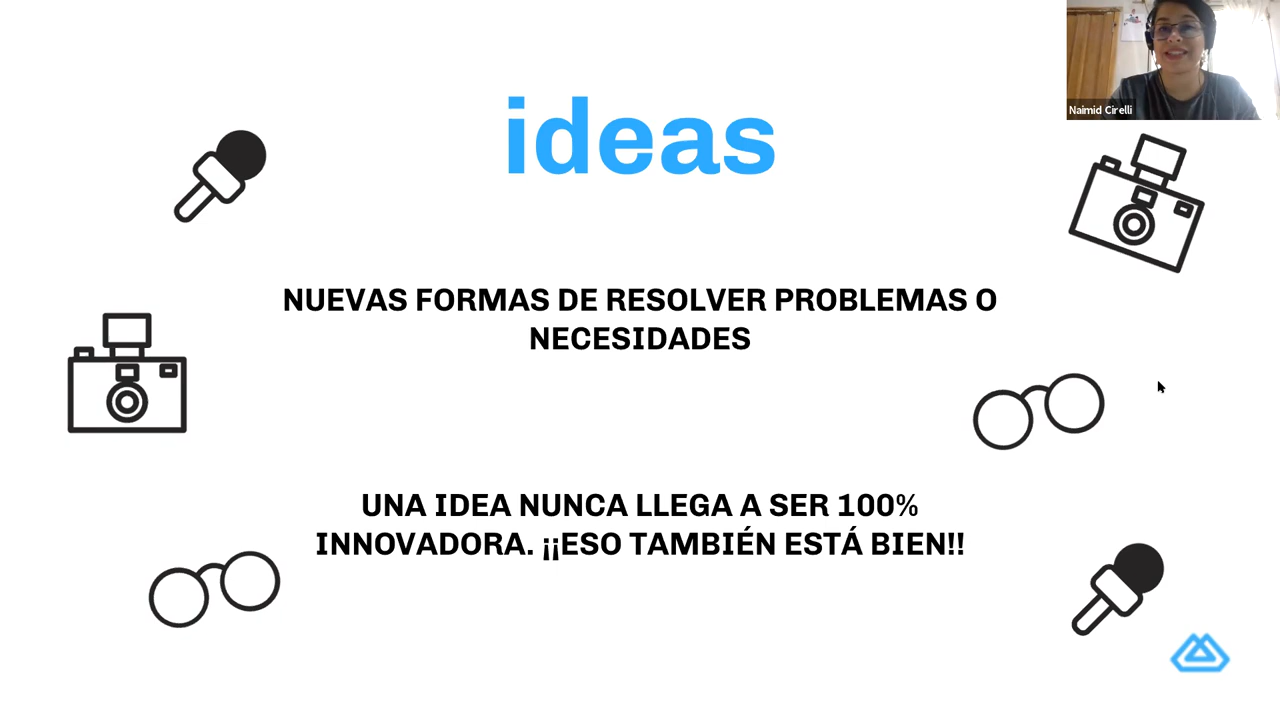 Naimid Cirelli
ideas
NUEVAS FORMAS DE RESOLVER PROBLEMAS O
NECESIDADES
UNA IDEA NUNCA LLEGA A SER 100%
INNOVADORA. ¡¡ESO TAMBIÉN ESTÁ BIEN!!